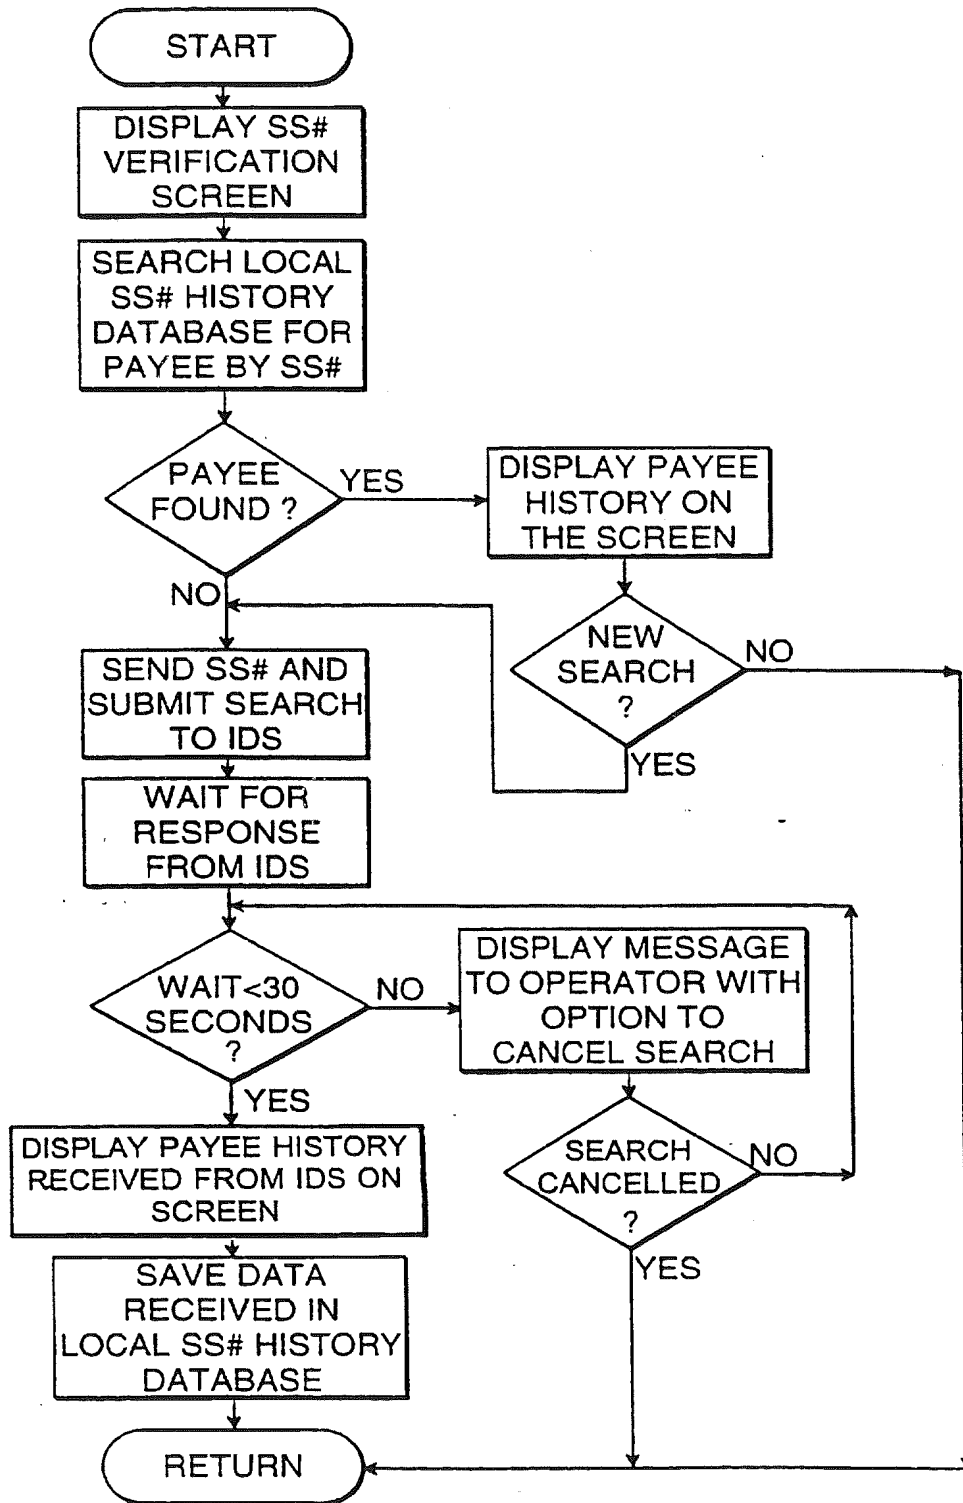 START
DISPLAY SS#
VERIFICATION
SCREEN
SEARCH LOCAL
SS# HISTORY
DATABASE FOR
PAYEE BY SS#
PAYEE
FOUND ?
YES
DISPLAY PAYEE
HISTORY ON
THE SCREEN
NO
NEW
SEARCH
?
NO
YES
SEND SS# AND
SUBMIT SEARCH
TO IDS
WAIT FOR
RESPONSE
FROM IDS
WAIT<30
SECONDS
?
NO
DISPLAY MESSAGE
TO OPERATOR WITH
OPTION TO
CANCEL SEARCH
YES
SEARCH
CANCELLED
?
NO
YES
DISPLAY PAYEE HISTORY
RECEIVED FROM IDS ON
SCREEN
SAVE DATA
RECEIVED IN
LOCAL SS# HISTORY
DATABASE
RETURN